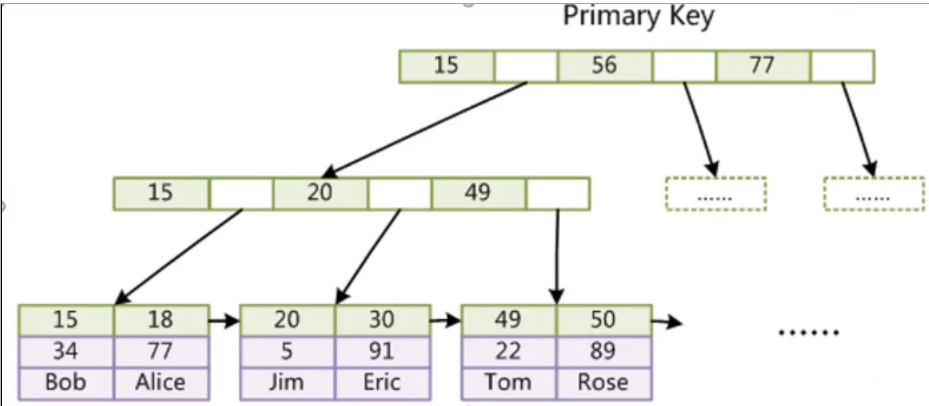 Primary Key
15 56 77
15 20 49
...... ......
15 18 20 30 49 50
34 77 5 91 22 89
Bob Alice Jim Eric Tom Rose
......